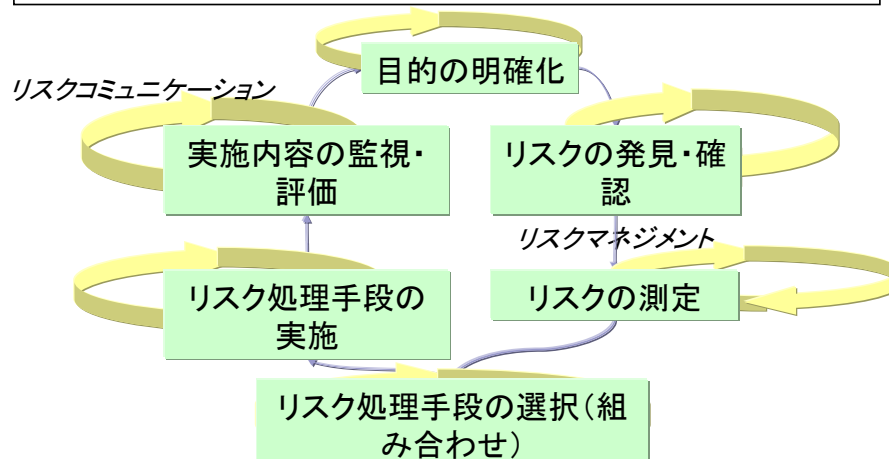 目的の明確化
リスクコミュニケーション
実施内容の監視・
評価
リスクの発見・確
認
リスクマネジメント
リスク処理手段の
実施
リスクの測定
リスク処理手段の選択(組
み合わせ)